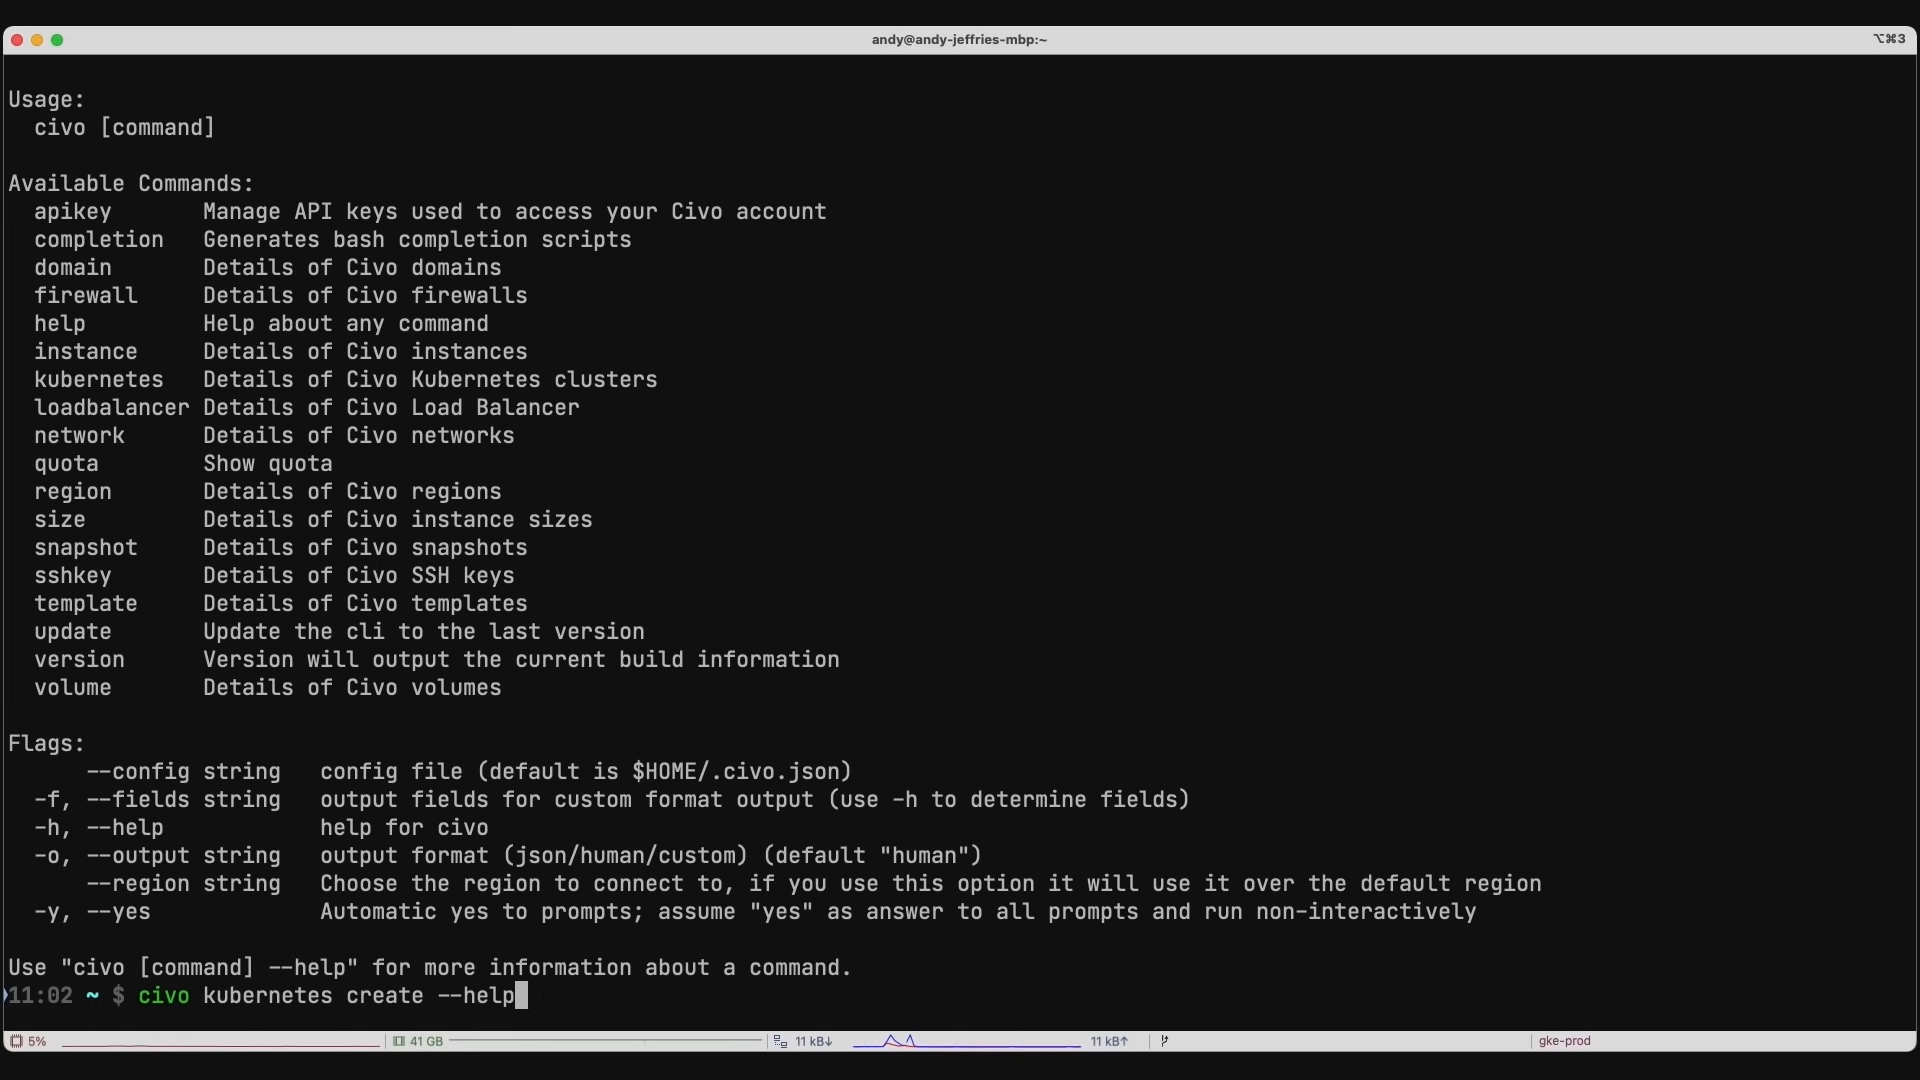 andy@andy-jeffries-mbp:~
⌥⌘3
Usage:
  civo [command]
Available Commands:
  apikey       Manage API keys used to access your Civo account
  completion   Generates bash completion scripts
  domain       Details of Civo domains
  firewall     Details of Civo firewalls
  help         Help about any command
  instance     Details of Civo instances
  kubernetes   Details of Civo Kubernetes clusters
  loadbalancer Details of Civo Load Balancer
  network      Details of Civo networks
  quota        Show quota
  region       Details of Civo regions
  size         Details of Civo instance sizes
  snapshot     Details of Civo snapshots
  sshkey       Details of Civo SSH keys
  template     Details of Civo templates
  update       Update the cli to the last version
  version      Version will output the current build information
  volume       Details of Civo volumes
Flags:
      --config string   config file (default is $HOME/.civo.json)
  -f, --fields string   output fields for custom format output (use -h to determine fields)
  -h, --help            help for civo
  -o, --output string   output format (json/human/custom) (default "human")
      --region string   Choose the region to connect to, if you use this option it will use it over the default region
  -y, --yes             Automatic yes to prompts; assume "yes" as answer to all prompts and run non-interactively
Use "civo [command] --help" for more information about a command.
11:02 ~ $ civo kubernetes create --help
5% 41 GB 11 kB↓ 11 kB↑ gke-prod